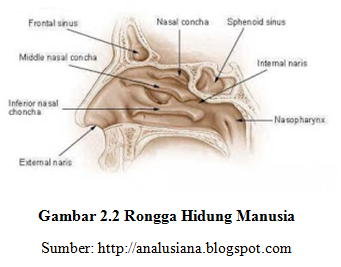 Frontal sinus
Nasal concha
Sphenoid sinus
Middle nasal concha
Internal naris
Inferior nasal
choncha
Nasopharynx
External naris
Gambar 2.2 Rongga Hidung Manusia
Sumber: http://analusiana.blogspot.com